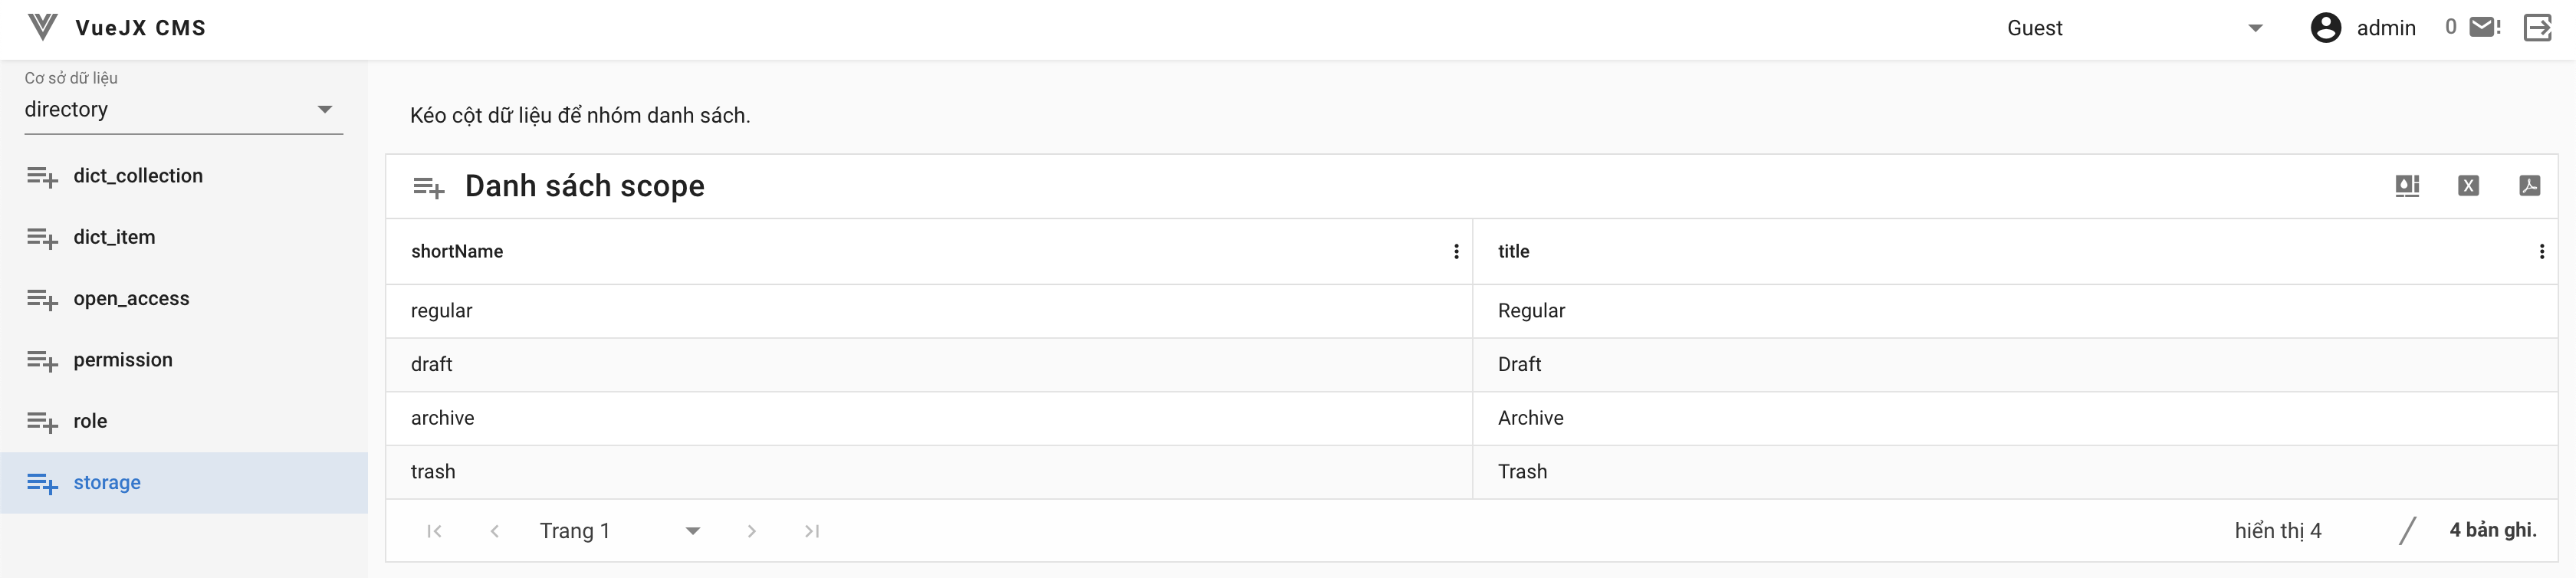 VueJX CMS
Guest
admin
0
Cơ sở dữ liệu
directory
dict_collection
dict_item
open_access
permission
role
storage
Kéo cột dữ liệu để nhóm danh sách.
Danh sách scope
shortName title
regular Regular
draft Draft
archive Archive
trash Trash
Trang 1
hiển thị 4 / 4 bản ghi.